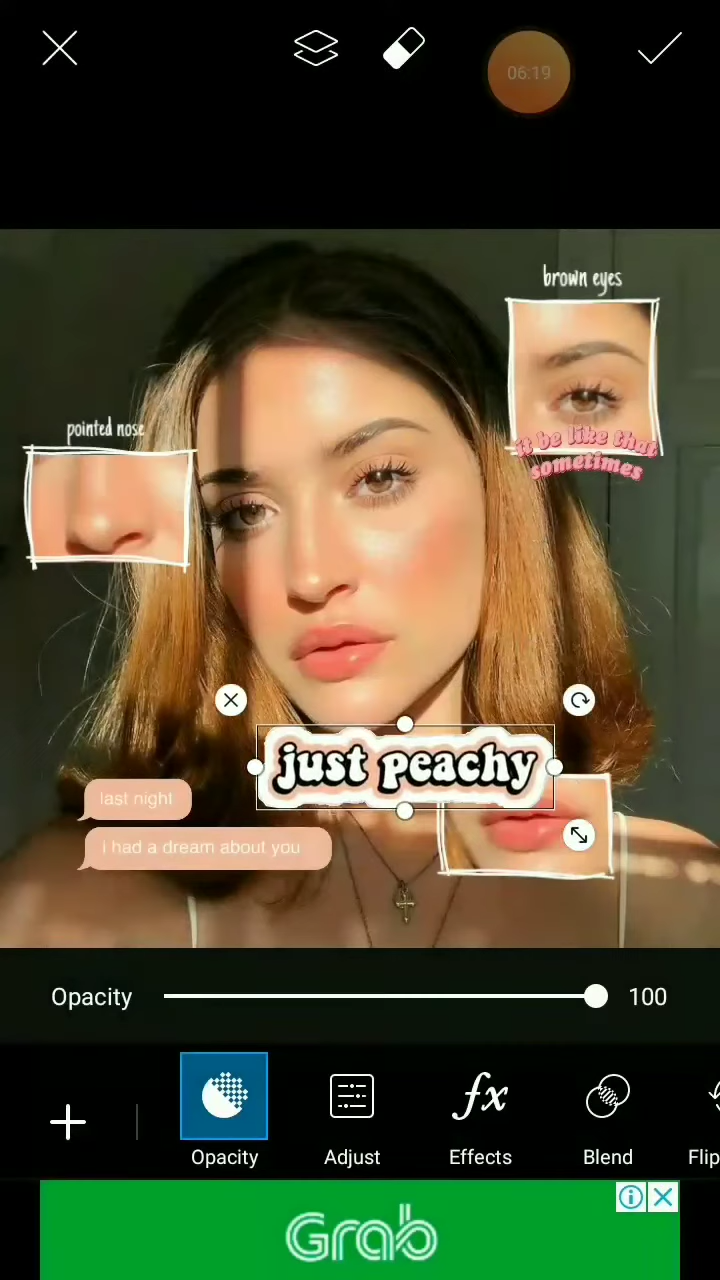 06:19
brown eyes
it be like that
sometimes
pointed nose
just peachy
last night
I had a dream about you
Opacity
100
Opacity
Adjust
fx
Effects
Blend
Flip
Grab